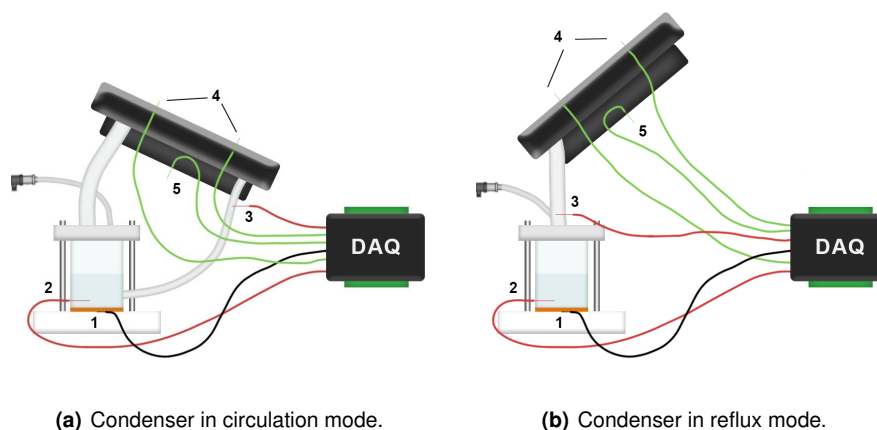 4
5
3
2
1
DAQ
(a) Condenser in circulation mode.
4
5
3
2
1
DAQ
(b) Condenser in reflux mode.